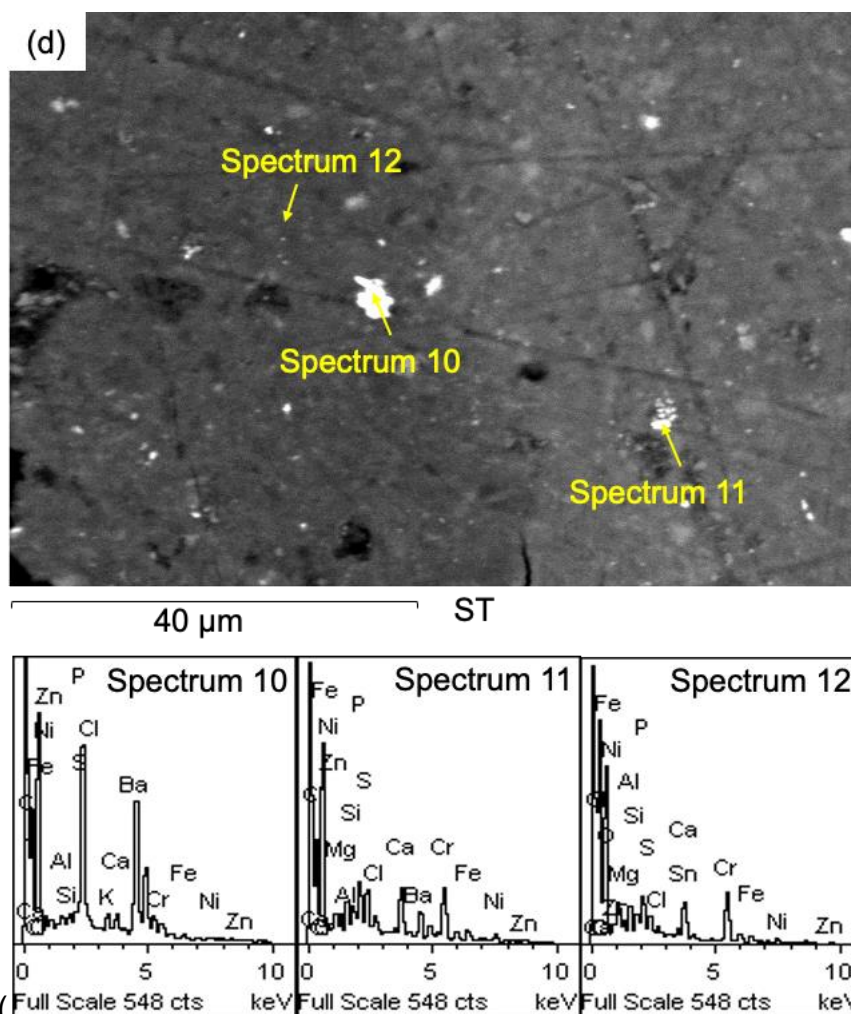 (d)
Spectrum 12
Spectrum 10
Spectrum 11
40 µm
ST
Spectrum 10
P
Zn
Ni
Cl
Fe
S
Ba
Al
Ca
Fe
Si
K
Cr
Ni
Zn
0
5
10
Full Scale 548 cts
keV
Spectrum 11
Fe
P
Ni
Zn
S
C
Si
Mg
Ca
Cr
Al
Cl
Ba
Fe
Ni
Zn
0
5
10
Full Scale 548 cts
keV
Spectrum 12
Fe
P
Ni
Al
C
Si
Ca
O
S
Mg
Sn
Cr
Cl
Fe
Ni
Zn
0
5
10
Full Scale 548 cts
keV